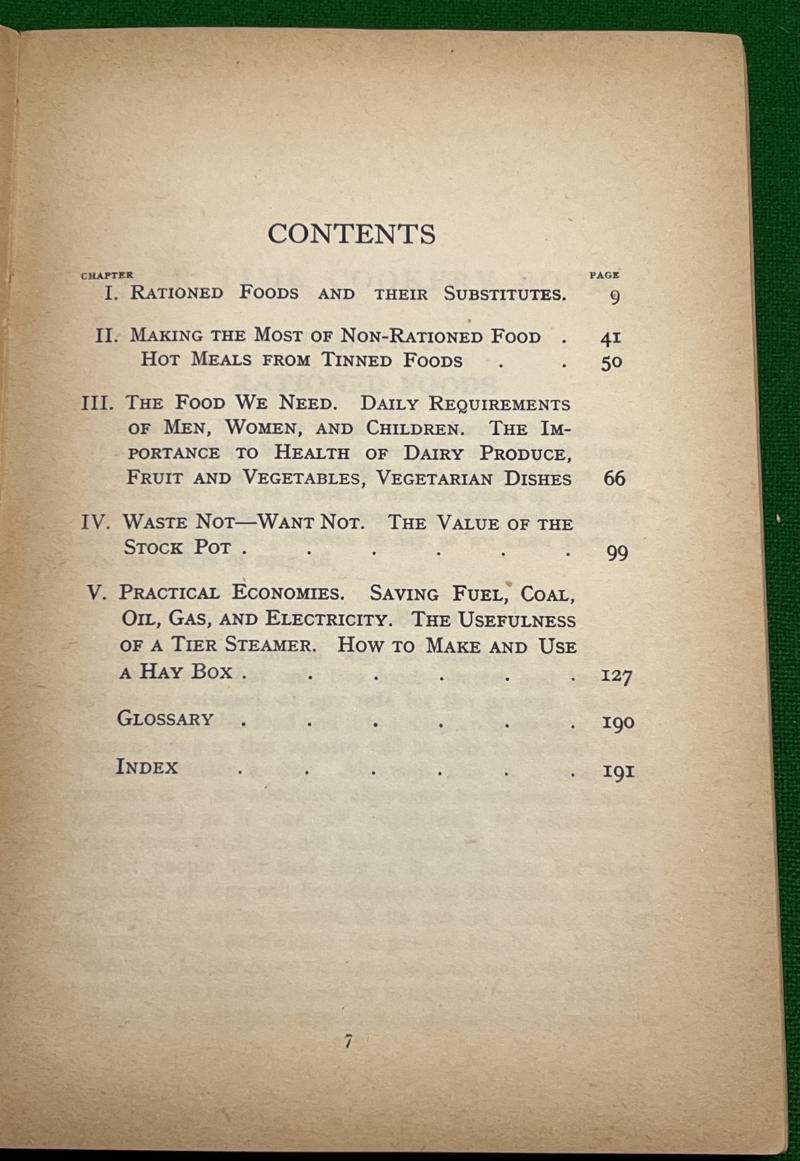 CONTENTS
CHAPTER PAGE
I. RATIONED FOODS AND THEIR SUBSTITUTES. 9
II. MAKING THE MOST OF NON-RATIONED FOOD . 41
HOT MEALS FROM TINNED FOODS . . 50
III. THE FOOD WE NEED. DAILY REQUIREMENTS
OF MEN, WOMEN, AND CHILDREN. THE IM-
PORTANCE TO HEALTH OF DAIRY PRODUCE,
FRUIT AND VEGETABLES, VEGETARIAN DISHES 66
IV. WASTE NOT—WANT NOT. THE VALUE OF THE
STOCK POT . . . . . . 99
V. PRACTICAL ECONOMIES. SAVING FUEL, COAL,
OIL, GAS, AND ELECTRICITY. THE USEFULNESS
OF A TIER STEAMER. HOW TO MAKE AND USE
A HAY BOX . . . . . . 127
GLOSSARY . . . . . . 190
INDEX . . . . . . 191
7